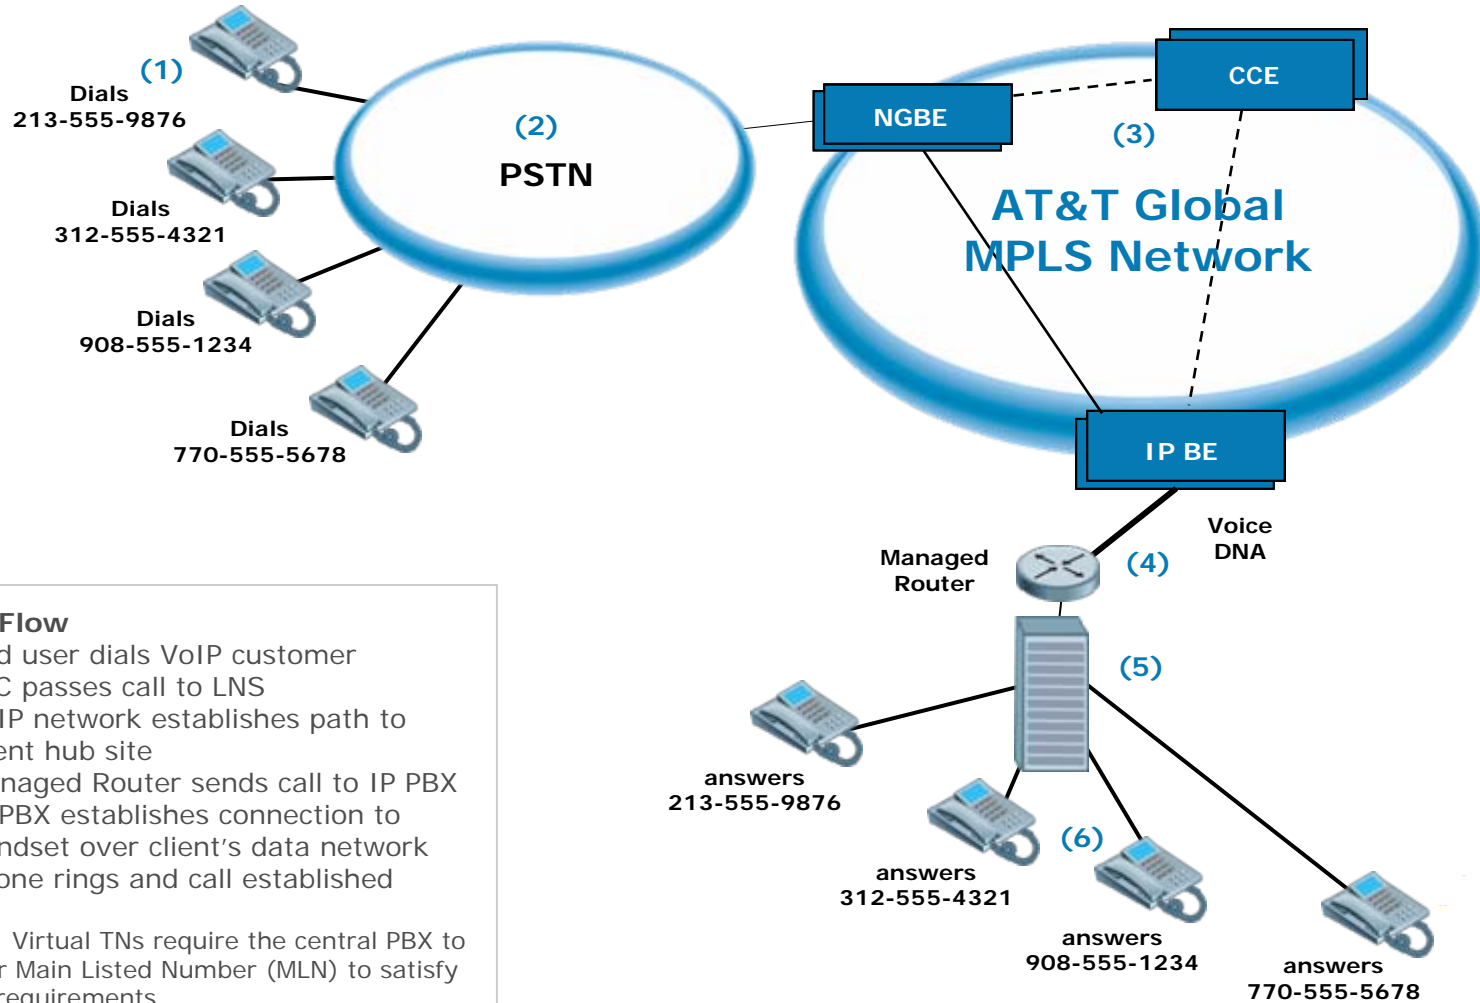 (1)
Dials
213-555-9876
Dials
312-555-4321
Dials
908-555-1234
Dials
770-555-5678
(2)
PSTN
NGBE
CCE
(3)
AT&T Global
MPLS Network
IP BE
Voice
DNA
Managed
Router
(4)
(5)
answers
213-555-9876
(6)
answers
312-555-4321
answers
908-555-1234
answers
770-555-5678
Flow
user dials VoIP customer
passes call to LNS
IP network establishes path to
hub site
Router sends call to IP PBX
PBX establishes connection to
over client's data network
rings and call established
Virtual TNs require the central PBX to
Main Listed Number (MLN) to satisfy
requirements